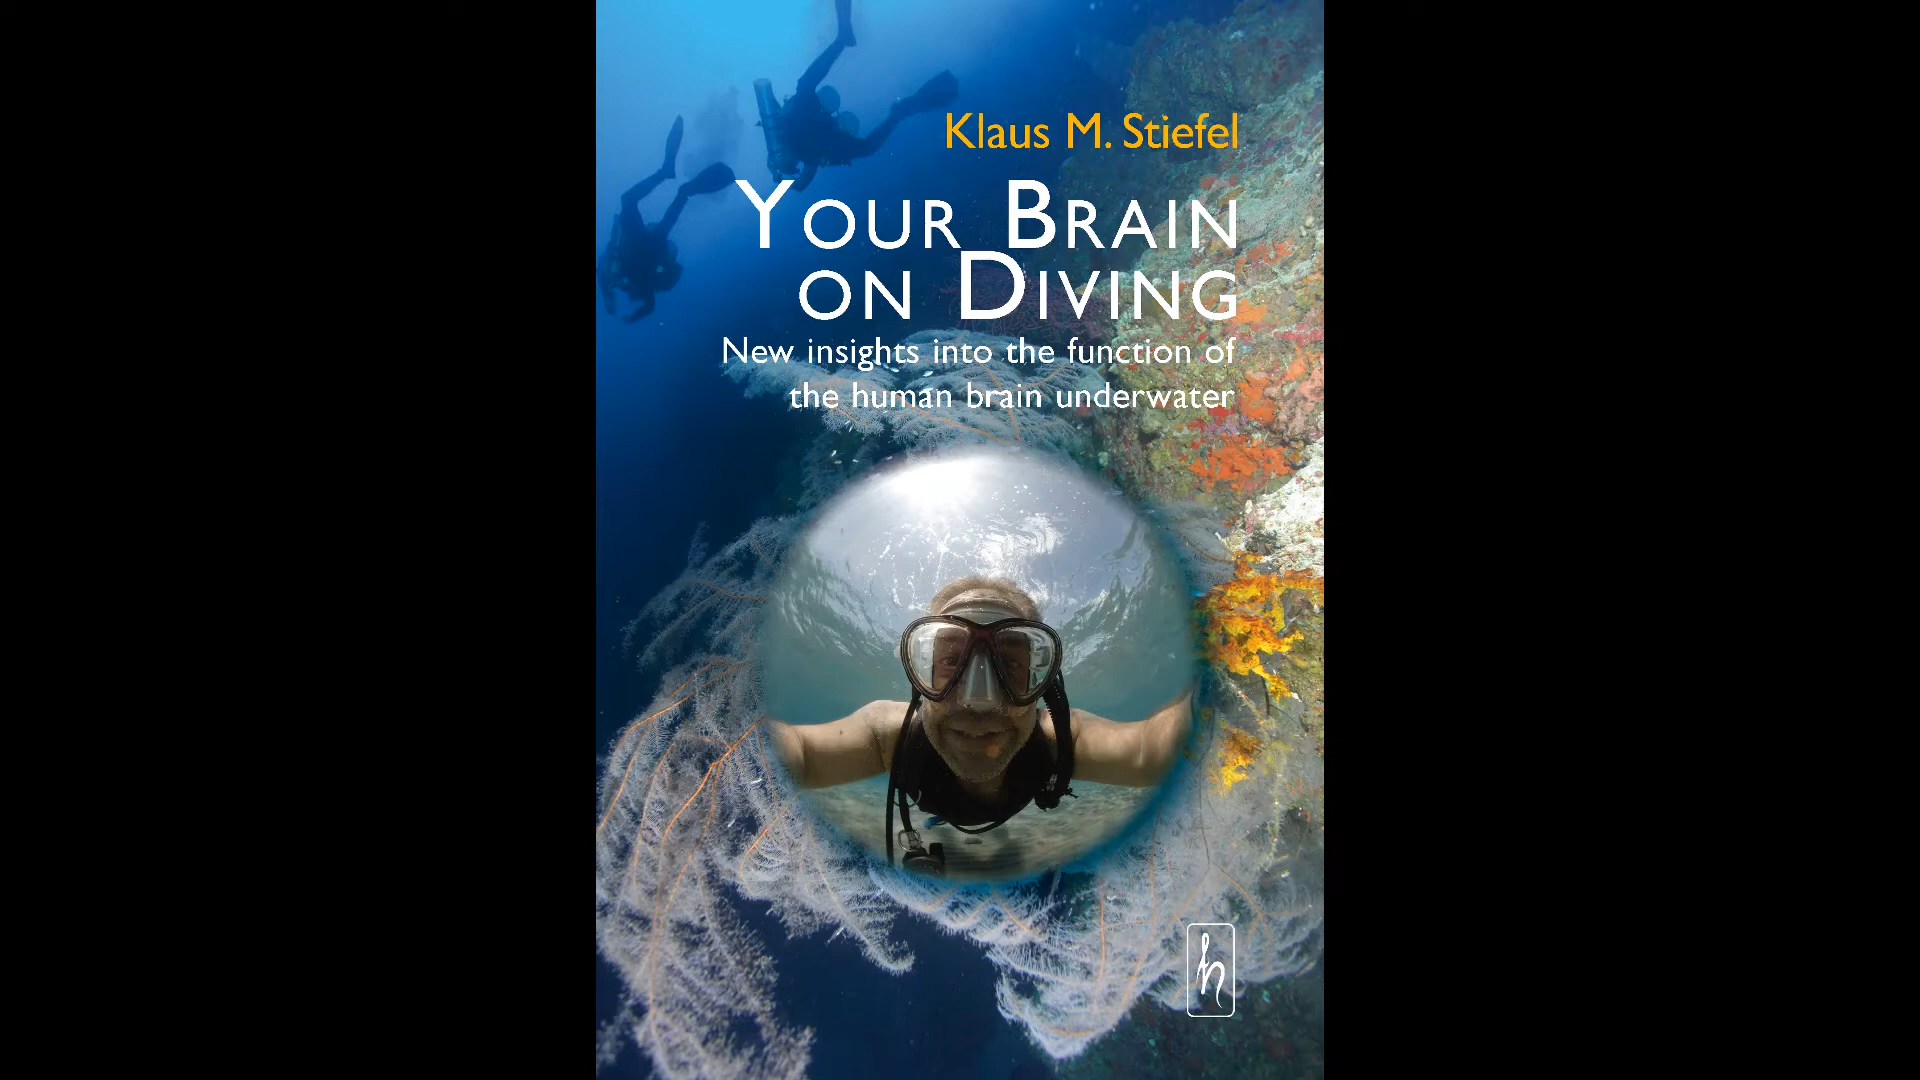 Klaus M. Stiefel
YOUR BRAIN
ON DIVING
New insights into the function of
the human brain underwater
h